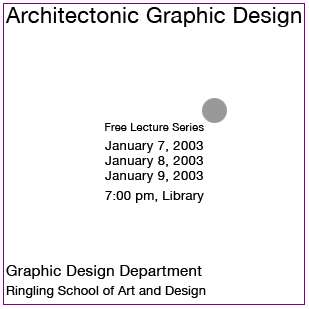 Architectonic Graphic Design
Free Lecture Series
January 7, 2003
January 8, 2003
January 9, 2003
7:00 pm, Library
Graphic Design Department
Ringling School of Art and Design